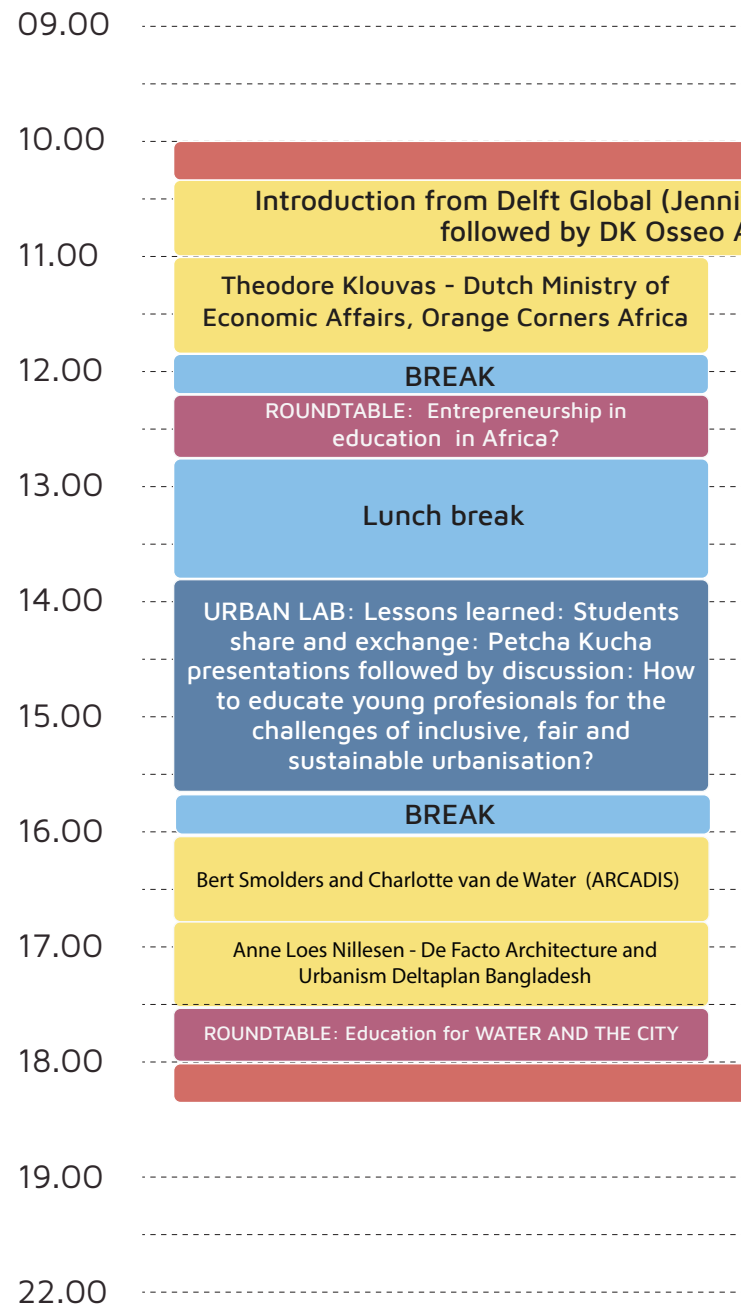 09.00
10.00
Introduction from Delft Global (Jenni
followed by DK Osseo A
11.00
Theodore Klouvas - Dutch Ministry of
Economic Affairs, Orange Corners Africa
12.00
BREAK
ROUNDTABLE: Entrepreneurship in
education in Africa?
13.00
Lunch break
14.00
URBAN LAB: Lessons learned: Students
share and exchange: Petcha Kucha
presentations followed by discussion: How
to educate young profesionals for the
challenges of inclusive, fair and
sustainable urbanisation?
15.00
BREAK
16.00
Bert Smolders and Charlotte van de Water (ARCADIS)
17.00
Anne Loes Nillesen - De Facto Architecture and
Urbanism Deltaplan Bangladesh
ROUNDTABLE: Education for WATER AND THE CITY
18.00
19.00
22.00